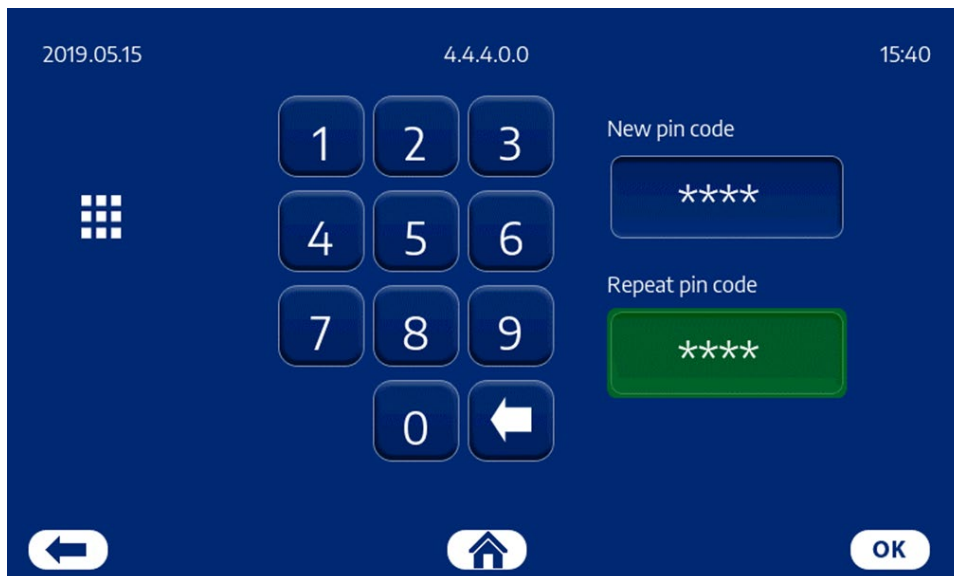 2019.05.15 4.4.4.0.0 15:40
New pin code
1 2 3
****
4 5 6
Repeat pin code
7 8 9
****
0
OK